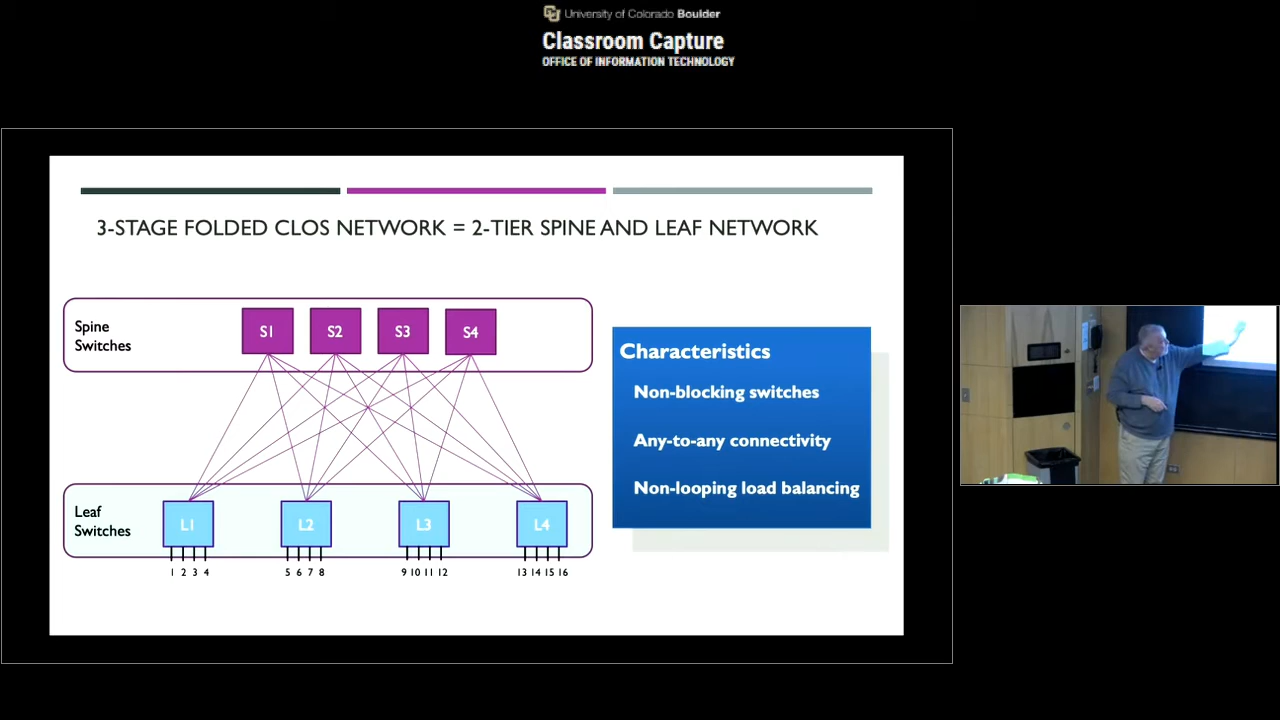 University of Colorado Boulder
Classroom Capture
OFFICE OF INFORMATION TECHNOLOGY
3-STAGE FOLDED CLOS NETWORK = 2-TIER SPINE AND LEAF NETWORK
Spine
Switches
S1 S2 S3 S4
Leaf
Switches
L1 L2 L3 L4
1 2 3 4 5 6 7 8 9 10 11 12 13 14 15 16
Characteristics
Non-blocking switches
Any-to-any connectivity
Non-looping load balancing